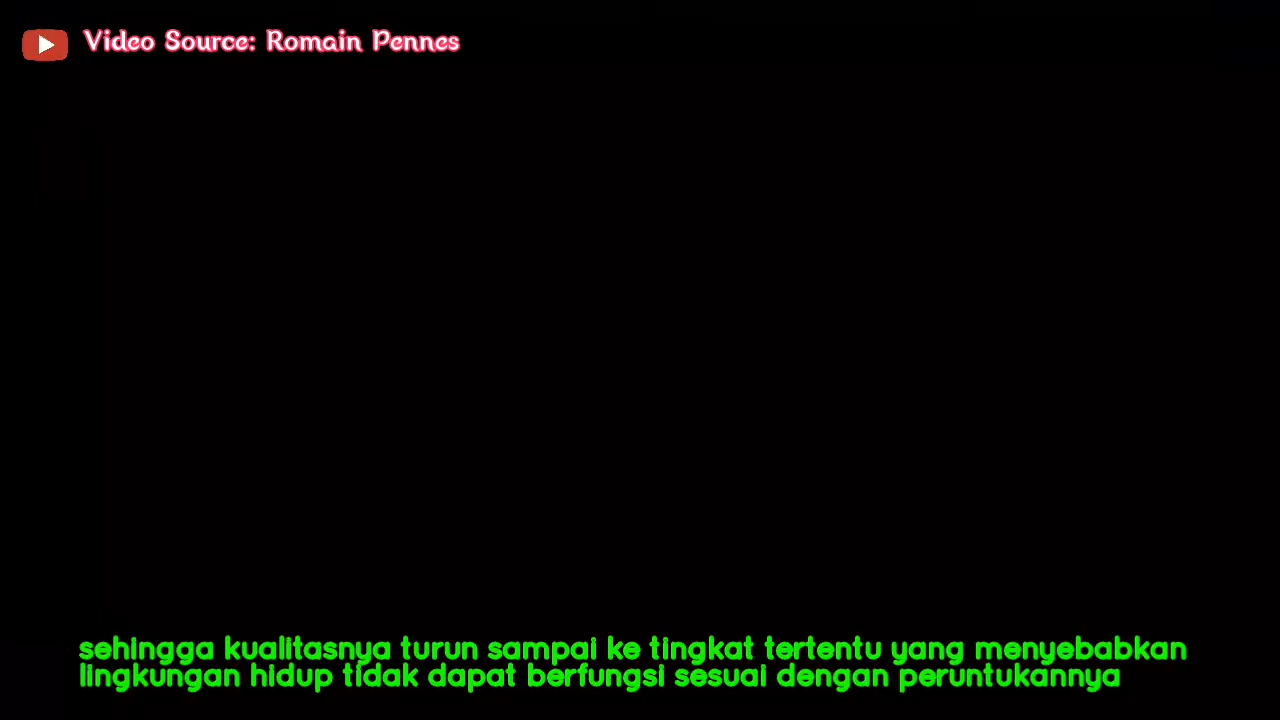 Video Source: Romain Pennes
sehingga kualitasnya turun sampai ke tingkat tertentu yang menyebabkan
lingkungan hidup tidak dapat berfungsi sesuai dengan peruntukannya